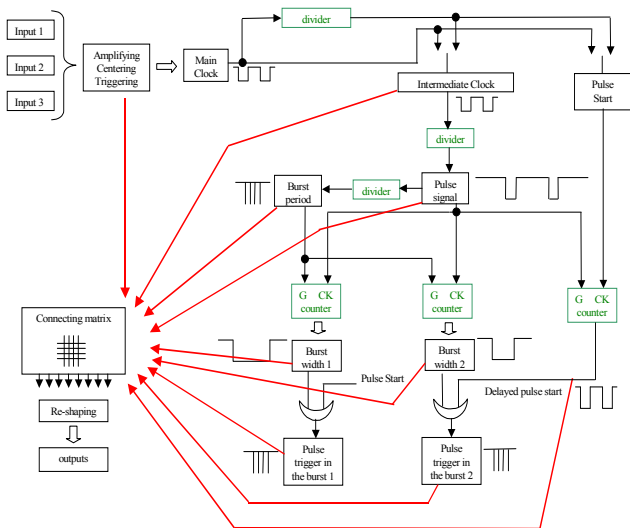 Input 1
Input 2
Input 3
Amplifying
Centering
Triggering
Main
Clock
divider
Intermediate Clock
Pulse
Start
divider
Burst
period
divider
Pulse
signal
G CK
counter
G CK
counter
G CK
counter
Connecting matrix
Burst
width 1
Burst
width 2
Pulse Start
Delayed pulse start
Re-shaping
outputs
Pulse
trigger in
the burst 1
Pulse
trigger in
the burst 2